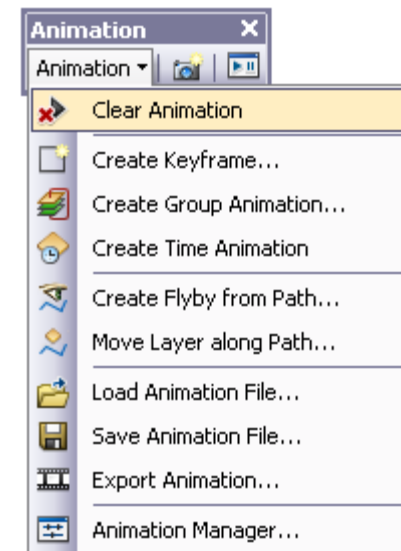 Animation
Animation
Clear Animation
Create Keyframe...
Create Group Animation...
Create Time Animation
Create Flyby from Path...
Move Layer along Path...
Load Animation File...
Save Animation File...
Export Animation...
Animation Manager...